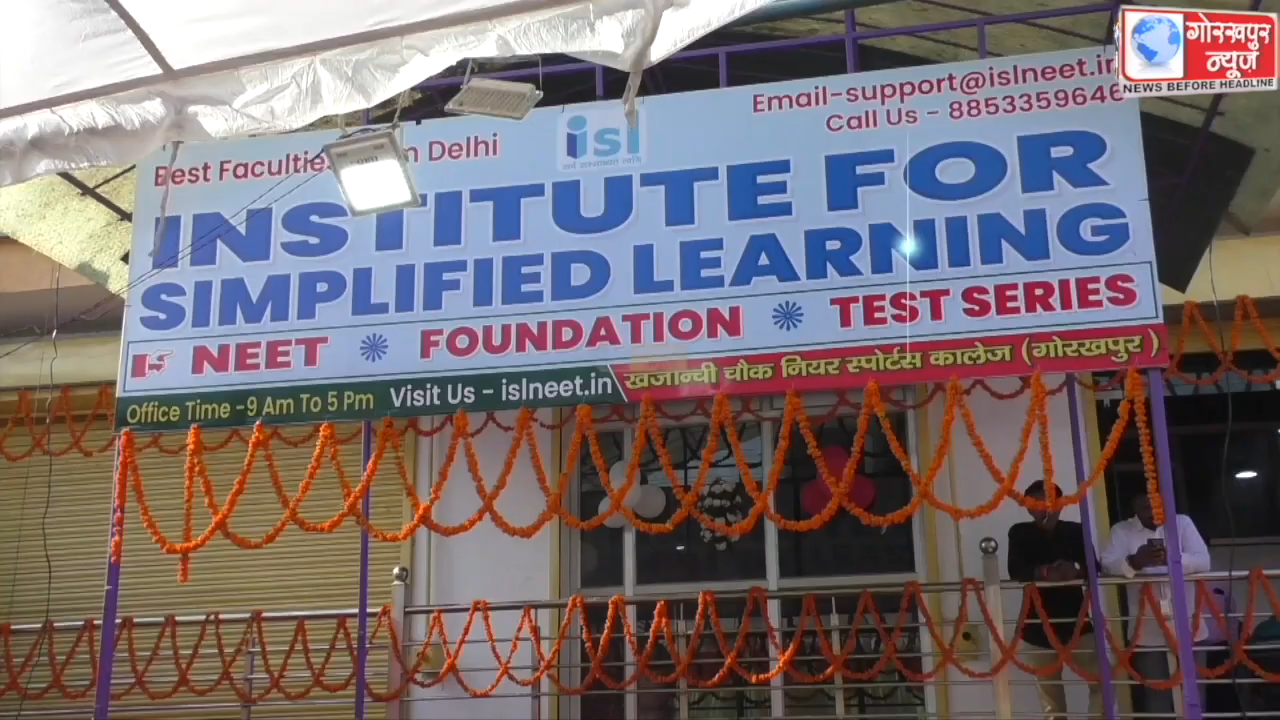 गोरखपुर
न्यूज़
NEWS BEFORE HEADLINE
Email-support@islneet.in
Call Us - 8853359646
Best Faculties Delhi
isl
INSTITUTE FOR
SIMPLIFIED LEARNING
NEET FOUNDATION TEST SERIES
Office Time -9 Am To 5 Pm Visit Us - islneet.in खजान्ची चौक नियर स्पोर्टस कालेज (गोरखपुर)